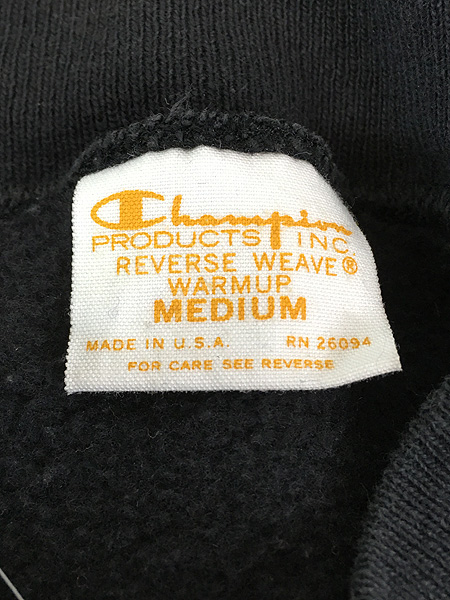 Champion
PRODUCTS INC
REVERSE WEAVE®
WARMUP
MEDIUM
MADE IN U.S.A. RN 26094
FOR CARE SEE REVERSE